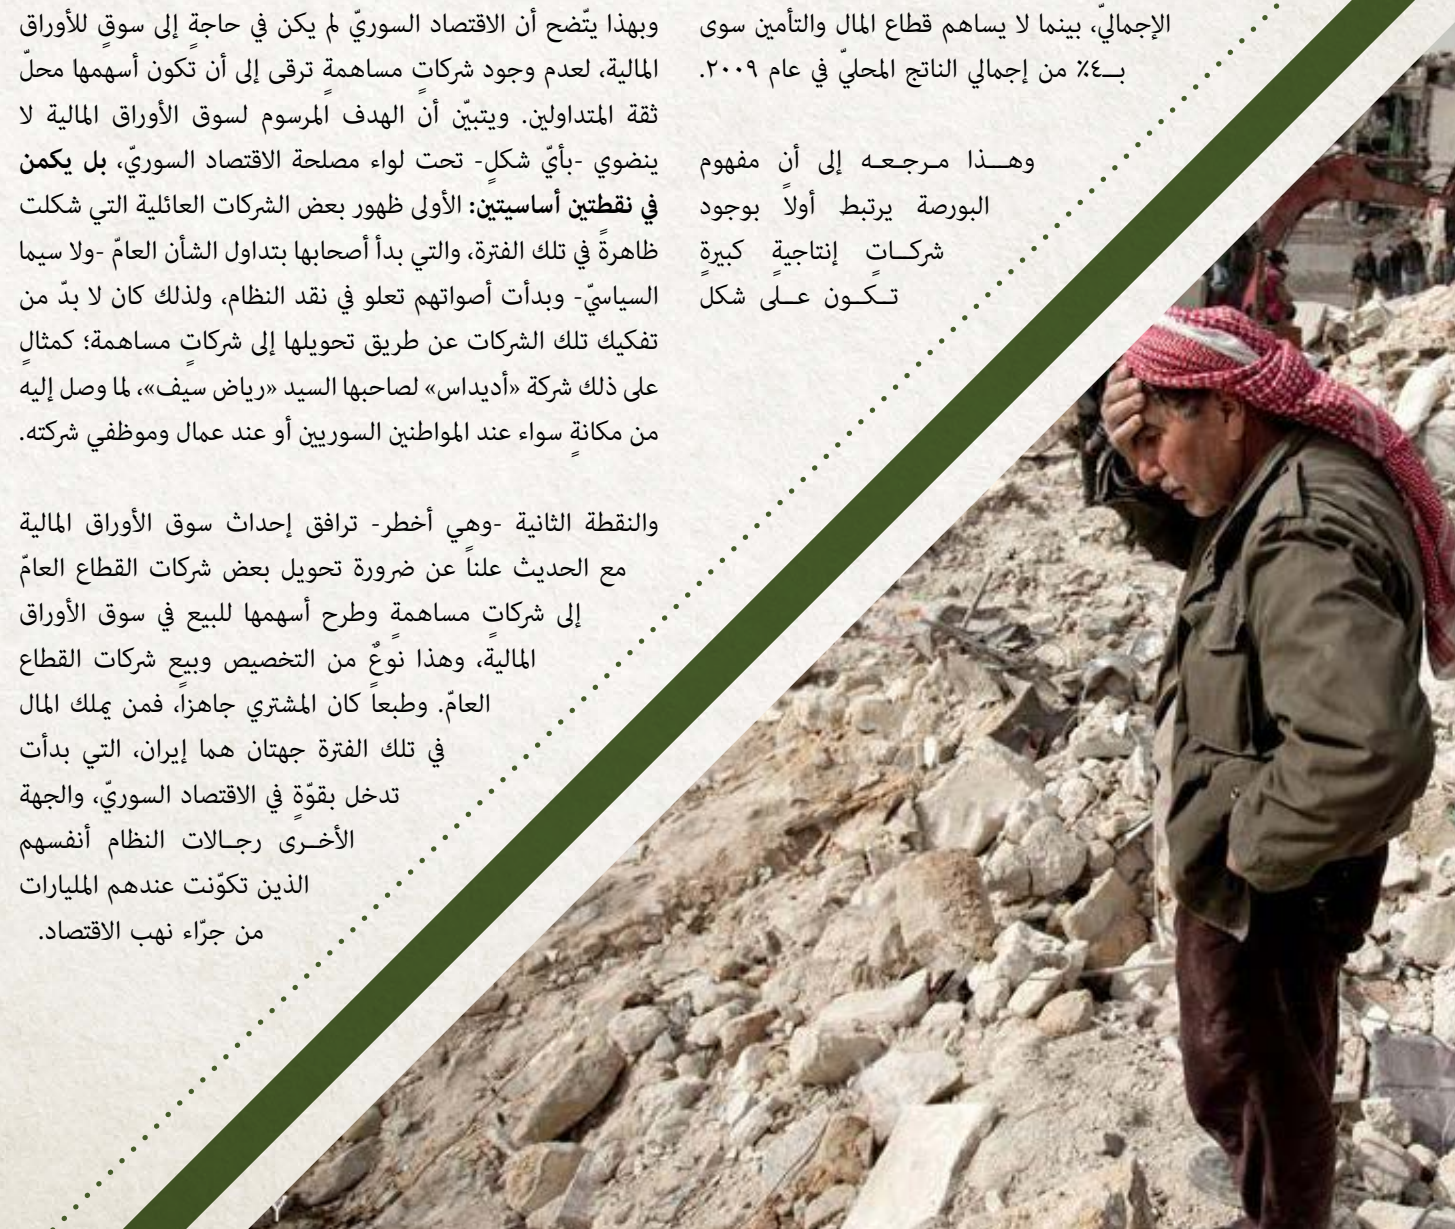 الإجماليّ، بينما لا يساهم قطاع المال والتأمين سوى
بــ٤٪ من إجمالي الناتج المحليّ في عام ٢٠٠٩.
وهـــذا مـرجـعـه إلى أن مفهوم
البورصة يرتبط أولاً بوجود
شركــاتٍ إنتاجيةٍ كبيرةٍ
تــكــون عــلى شكل
وبهذا يتّضح أن الاقتصاد السوريّ لم يكن في حاجةٍ إلى سوقٍ للأوراق
المالية، لعدم وجود شركاتٍ مساهمةٍ ترقى إلى أن تكون أسهمها محلّ
ثقة المتداولين. ويتبيّن أن الهدف المرسوم لسوق الأوراق المالية لا
ينضوي -بأيّ شكلٍ- تحت لواء مصلحة الاقتصاد السوريّ، بل يكمن
في نقطتين أساسيتين: الأولى ظهور بعض الشركات العائلية التي شكلت
ظاهرةً في تلك الفترة، والتي بدأ أصحابها بتداول الشأن العامّ -ولا سيما
السياسيّ- وبدأت أصواتهم تعلو في نقد النظام، ولذلك كان لا بدّ من
تفكيك تلك الشركات عن طريق تحويلها إلى شركاتٍ مساهمة؛ كمثالٍ
على ذلك شركة «أديداس» لصاحبها السيد «رياض سيف»، لما وصل إليه
من مكانةٍ سواء عند المواطنين السوريين أو عند عمال وموظفي شركته.
والنقطة الثانية -وهي أخطر- ترافق إحداث سوق الأوراق المالية
مع الحديث علناً عن ضرورة تحويل بعض شركات القطاع العامّ
إلى شركاتٍ مساهمةٍ وطرح أسهمها للبيع في سوق الأوراق
المالية، وهذا نوعٌ من التخصيص وبيعٍ شركات القطاع
العامّ. وطبعاً كان المشتري جاهزاً، فمن يملك المال
في تلك الفترة جهتان هما إيران، التي بدأت
تدخل بقوّةٍ في الاقتصاد السوريّ، والجهة
الأخــرى رجــالات النظام أنفسهم
الذين تكوّنت عندهم المليارات
من جرّاء نهب الاقتصاد.